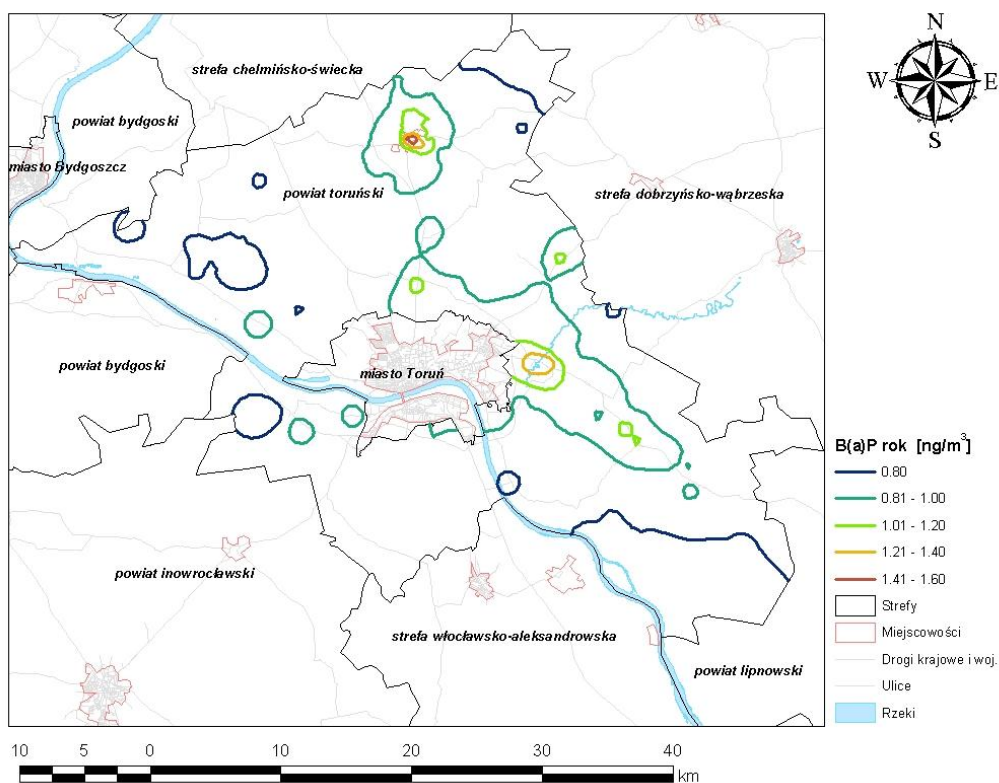 N
W E
S
strefa chelmińsko-świecka
powiat bydgoski
miasto Bydgoszcz
powiat toruński
strefa dobrzyńsko-wąbrzeska
powiat bydgoski
miasto Toruń
powiat inowrocławski
strefa włocławsko-aleksandrowska
powiat lipnowski
B(a)P rok [ng/m³]
0.80
0.81 - 1.00
1.01 - 1.20
1.21 - 1.40
1.41 - 1.60
Strefy
Miejscowości
Drogi krajowe i woj.
Ulice
Rzeki
10 5 0 10 20 30 40
km